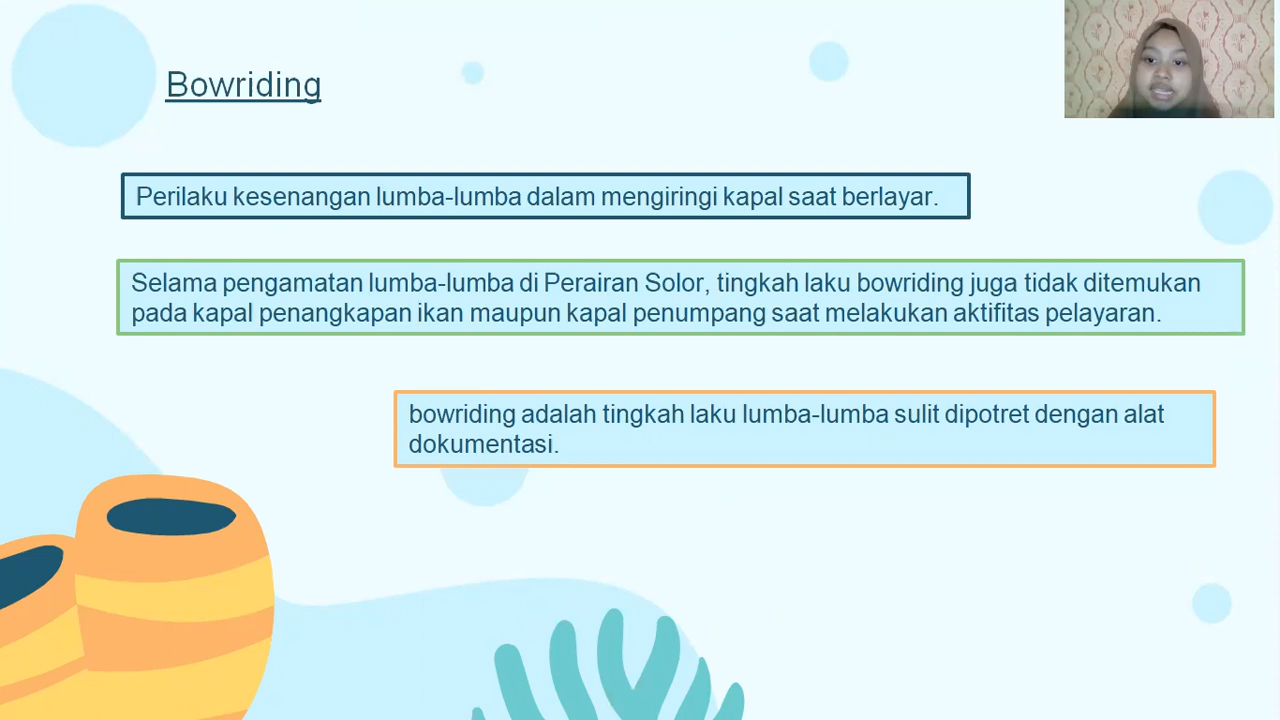 Bowriding
Perilaku kesenangan lumba-lumba dalam mengiringi kapal saat berlayar.
Selama pengamatan lumba-lumba di Perairan Solor, tingkah laku bowriding juga tidak ditemukan
pada kapal penangkapan ikan maupun kapal penumpang saat melakukan aktifitas pelayaran.
bowriding adalah tingkah laku lumba-lumba sulit dipotret dengan alat
dokumentasi.